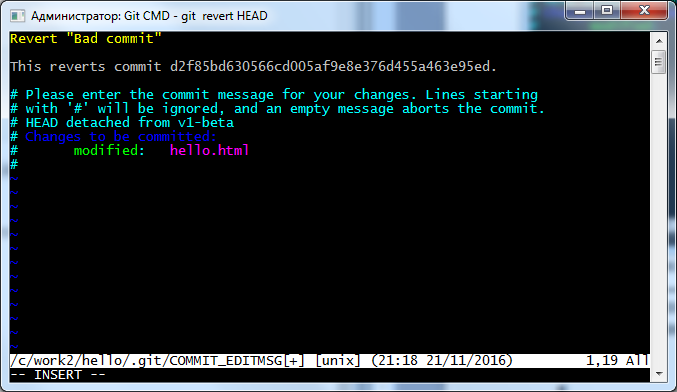 Администратор: Git CMD - git  revert HEAD
Revert "Bad commit"
This reverts commit d2f85bd630566cd005af9e8e376d455a463e95ed.
# Please enter the commit message for your changes. Lines starting
# with '#' will be ignored, and an empty message aborts the commit.
# HEAD detached from v1-beta
# Changes to be committed:
#       modified:   hello.html
#
~
~
~
~
~
~
~
~
~
~
~
~
~
/c/work2/hello/.git/COMMIT_EDITMSG[+] [unix] (21:18 21/11/2016)         1,19 All
-- INSERT --